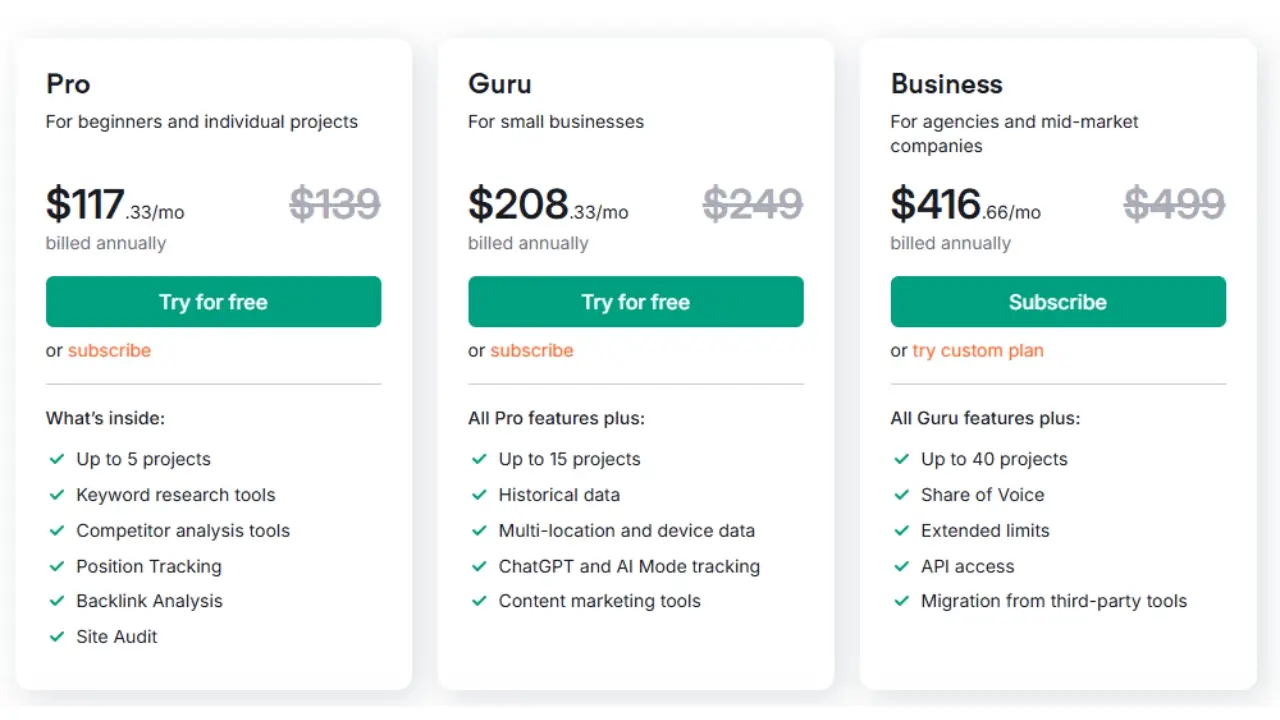 Pro
For beginners and individual projects
$117.33/mo $139
billed annually
Try for free
or subscribe
What’s inside:
Up to 5 projects
Keyword research tools
Competitor analysis tools
Position Tracking
Backlink Analysis
Site Audit
Guru
For small businesses
$208.33/mo $249
billed annually
Try for free
or subscribe
All Pro features plus:
Up to 15 projects
Historical data
Multi-location and device data
ChatGPT and AI Mode tracking
Content marketing tools
Business
For agencies and mid-market
companies
$416.66/mo $499
billed annually
Subscribe
or try custom plan
All Guru features plus:
Up to 40 projects
Share of Voice
Extended limits
API access
Migration from third-party tools